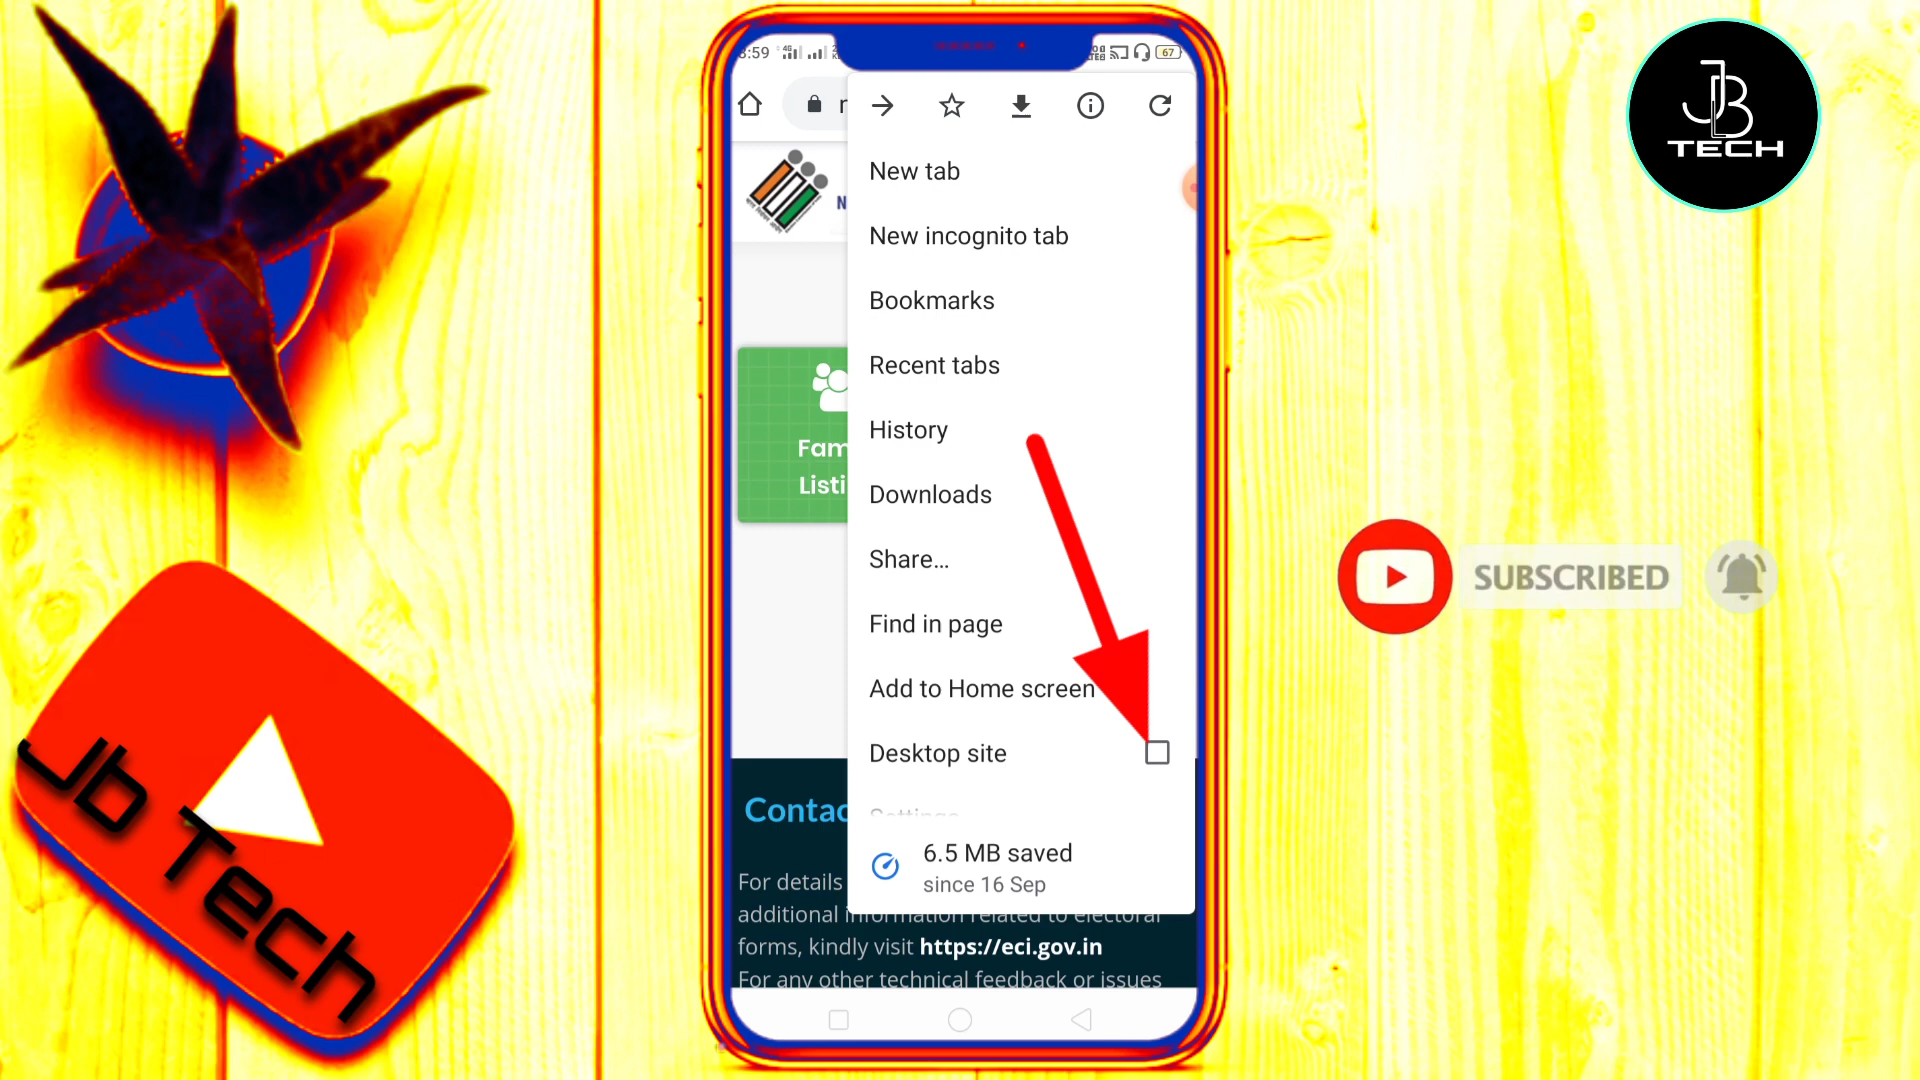 3:59
4G
67
N
New tab
New incognito tab
Bookmarks
Recent tabs
History
Fam
Listi
Downloads
Share...
Find in page
Add to Home screen
Desktop site
Settings
Contac
6.5 MB saved
since 16 Sep
For details
additional information related to electoral
forms, kindly visit https://eci.gov.in
For any other technical feedback or issues
JB
TECH
SUBSCRIBED
Jb Tech